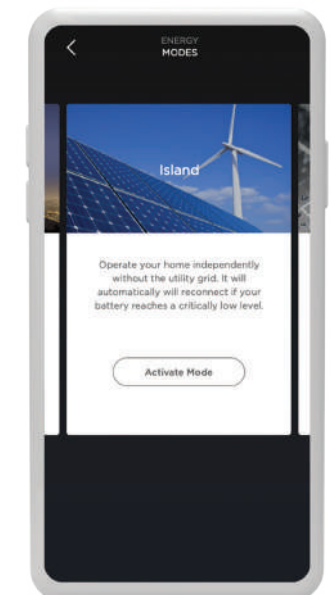 ENERGY
MODES
Island
Operate your home independently
without the utility grid. It will
automatically will reconnect if your
battery reaches a critically low level.
Activate Mode